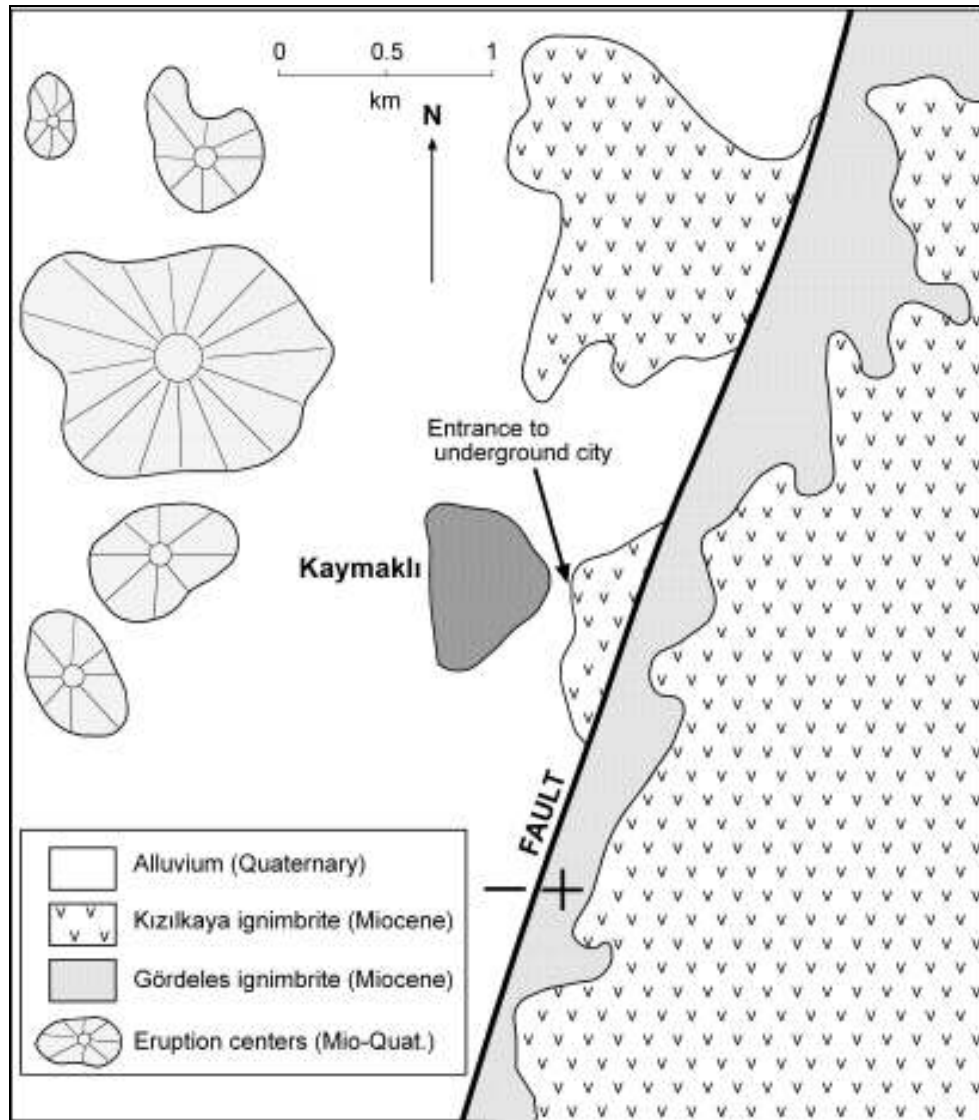 0 0.5 1
km
N
Entrance to
underground city
Kaymaklı
FAULT
− +
Alluvium (Quaternary)
Kızılkaya ignimbrite (Miocene)
Gördeles ignimbrite (Miocene)
Eruption centers (Mio-Quat.)